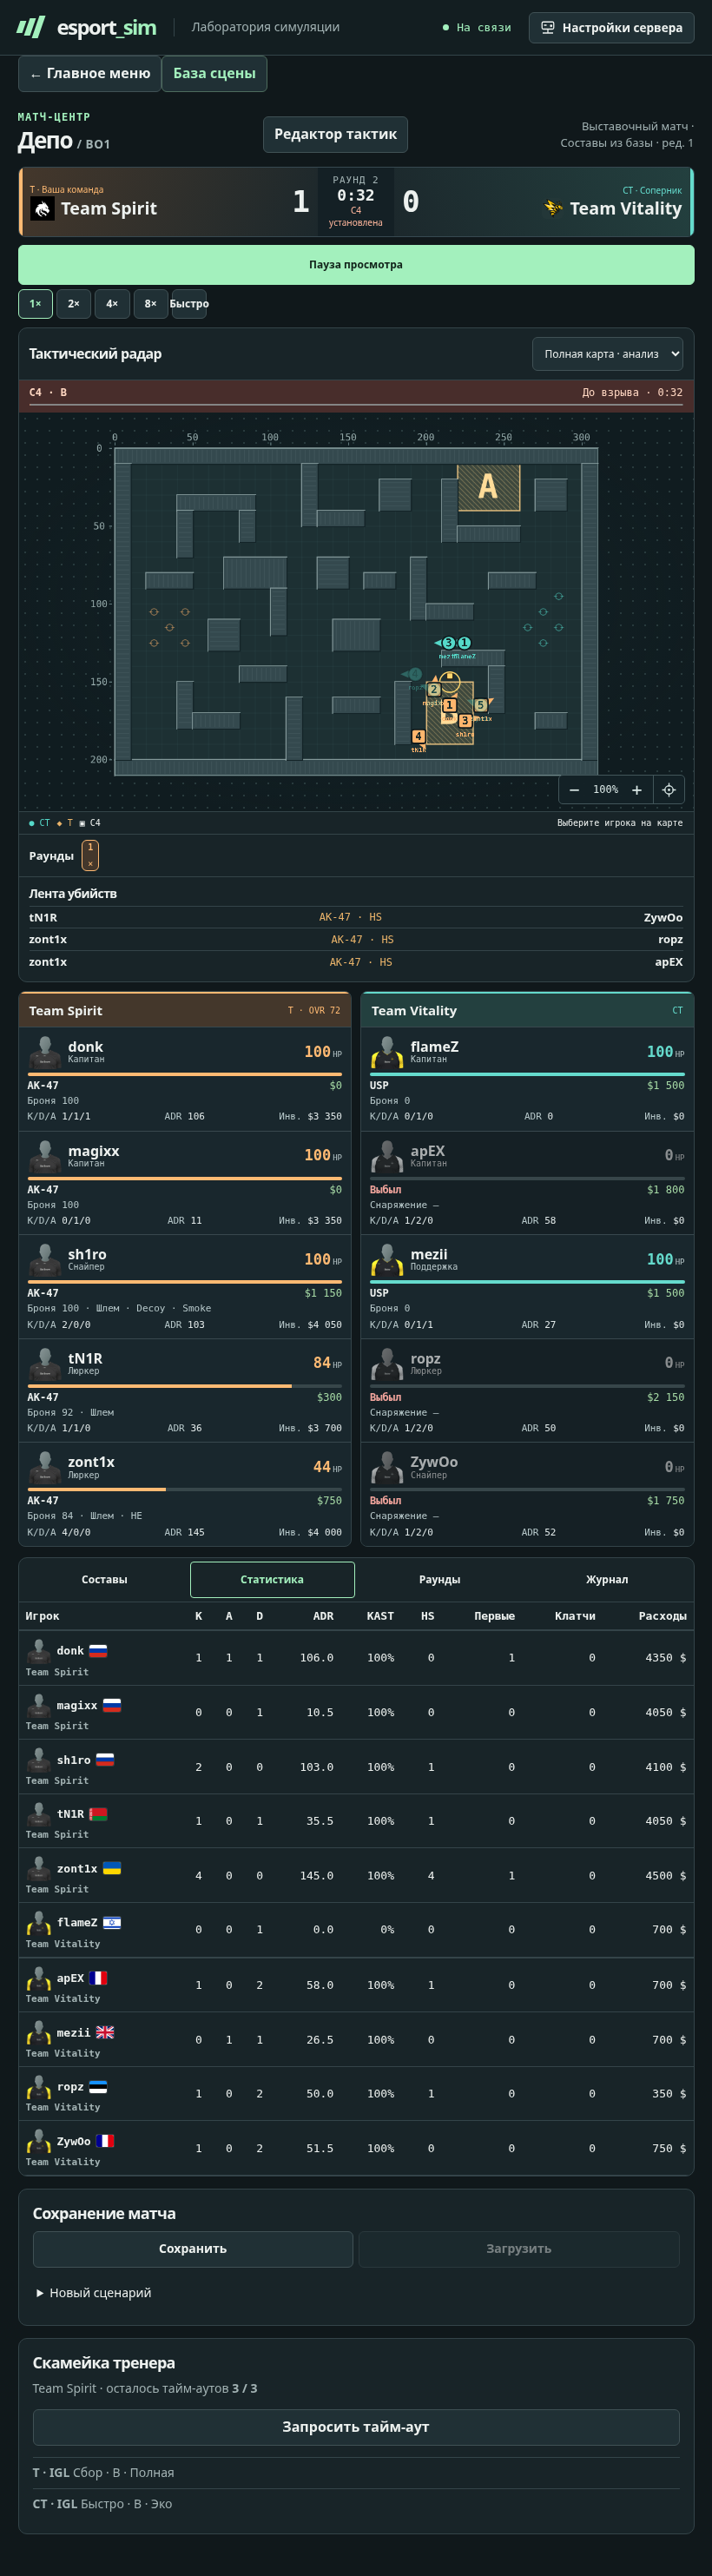 esport_sim
Лаборатория симуляции
На связи
Настройки сервера
← Главное меню
База сцены
МАТЧ-ЦЕНТР
Депо / BO1
Редактор тактик
Выставочный матч ·
Составы из базы · ред. 1
T · Ваша команда
Team Spirit
1
РАУНД 2
0:32
C4
установлена
0
CT · Соперник
Team Vitality
Пауза просмотра
1×
2×
4×
8×
Быстро
Тактический радар
Полная карта · анализ
C4 · B
До взрыва · 0:32
0 50 100 150 200 250 300
0
50
100
150
200
A
3 1
2
1
5
3
4
sh1ro
tN1R
− 100% +
CT T C4
Выберите игрока на карте
Раунды
1
×
Лента убийств
tN1R AK-47 · HS ZywOo
zont1x AK-47 · HS ropz
zont1x AK-47 · HS apEX
Team Spirit
T · OVR 72
donk
Капитан
100 HP
AK-47 $0
Броня 100
K/D/A 1/1/1 ADR 106 Инв. $3 350
magixx
Капитан
100 HP
AK-47 $0
Броня 100
K/D/A 0/1/0 ADR 11 Инв. $3 350
sh1ro
Снайпер
100 HP
AK-47 $1 150
Броня 100 · Шлем · Decoy · Smoke
K/D/A 2/0/0 ADR 103 Инв. $4 050
tN1R
Люркер
84 HP
AK-47 $300
Броня 92 · Шлем
K/D/A 1/1/0 ADR 36 Инв. $3 700
zont1x
Люркер
44 HP
AK-47 $750
Броня 84 · Шлем · HE
K/D/A 4/0/0 ADR 145 Инв. $4 000
Team Vitality
CT
flameZ
Капитан
100 HP
USP $1 500
Броня 0
K/D/A 0/1/0 ADR 0 Инв. $0
apEX
Капитан
0 HP
Выбыл $1 800
Снаряжение —
K/D/A 1/2/0 ADR 58 Инв. $0
mezii
Поддержка
100 HP
USP $1 500
Броня 0
K/D/A 0/1/1 ADR 27 Инв. $0
ropz
Люркер
0 HP
Выбыл $2 150
Снаряжение —
K/D/A 1/2/0 ADR 50 Инв. $0
ZywOo
Снайпер
0 HP
Выбыл $1 750
Снаряжение —
K/D/A 1/2/0 ADR 52 Инв. $0
Составы
Статистика
Раунды
Журнал
Игрок K A D ADR KAST HS Первые Клатчи Расходы
donk 1 1 1 106.0 100% 0 1 0 4350 $
Team Spirit
magixx 0 0 1 10.5 100% 0 0 0 4050 $
Team Spirit
sh1ro 2 0 0 103.0 100% 1 0 0 4100 $
Team Spirit
tN1R 1 0 1 35.5 100% 1 0 0 4050 $
Team Spirit
zont1x 4 0 0 145.0 100% 4 1 0 4500 $
Team Spirit
flameZ 0 0 1 0.0 0% 0 0 0 700 $
Team Vitality
apEX 1 0 2 58.0 100% 1 0 0 700 $
Team Vitality
mezii 0 1 1 26.5 100% 0 0 0 700 $
Team Vitality
ropz 1 0 2 50.0 100% 1 0 0 350 $
Team Vitality
ZywOo 1 0 2 51.5 100% 0 0 0 750 $
Team Vitality
Сохранение матча
Сохранить
Загрузить
Новый сценарий
Скамейка тренера
Team Spirit · осталось тайм-аутов 3 / 3
Запросить тайм-аут
T · IGL Сбор · B · Полная
CT · IGL Быстро · B · Эко